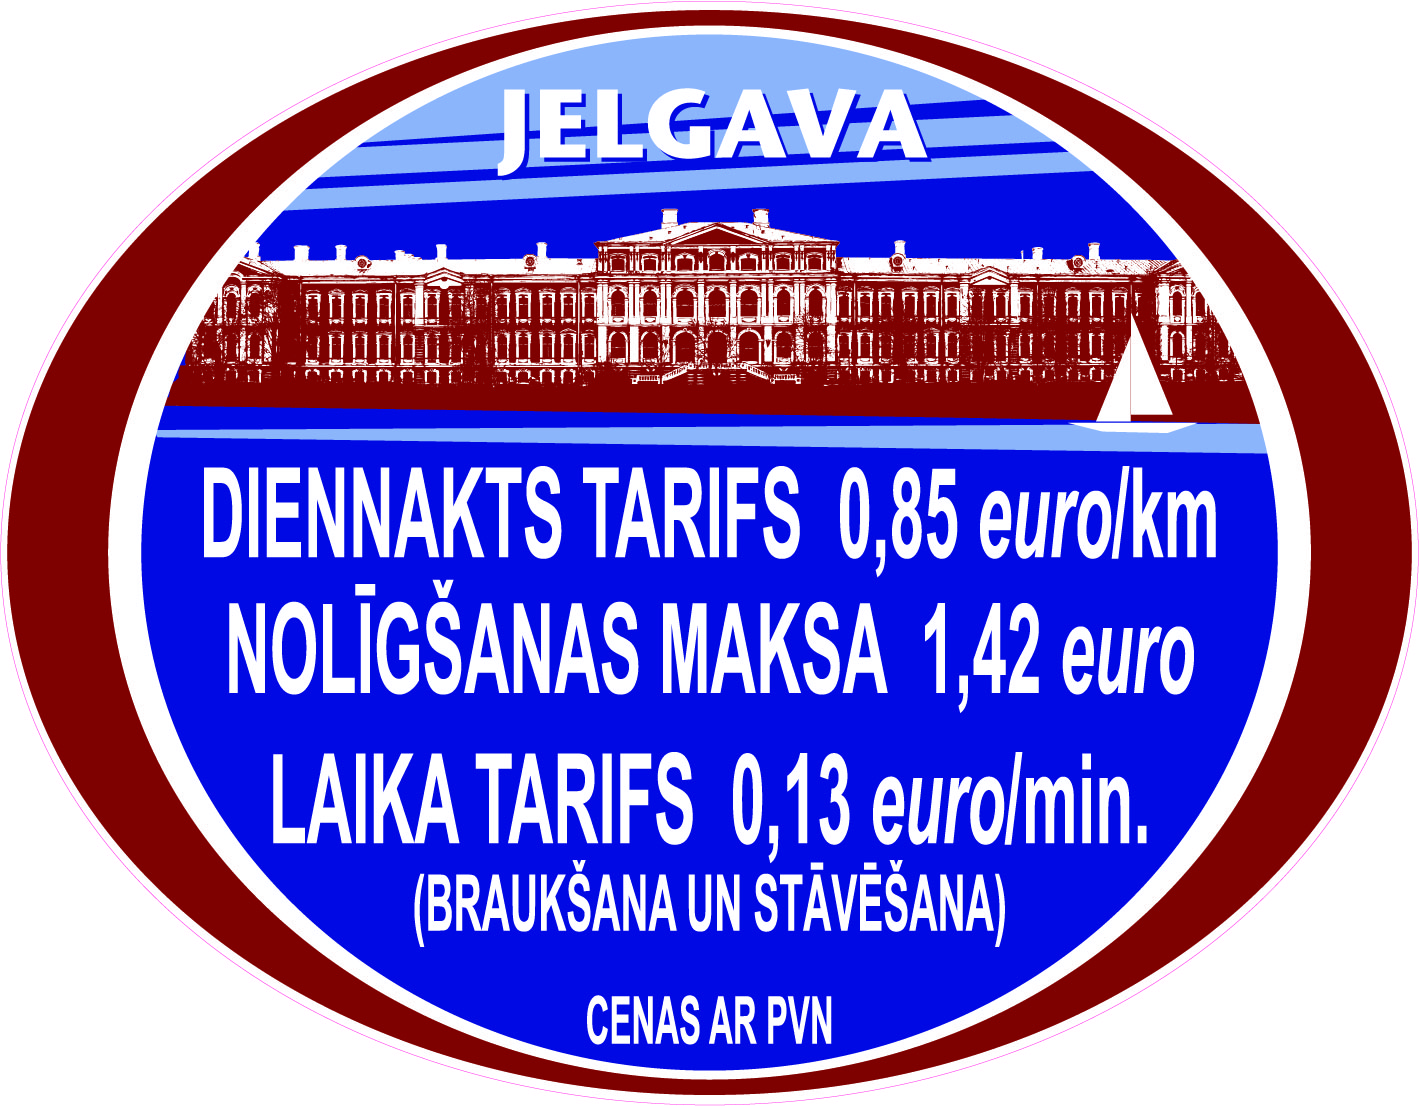 JELGAVA
DIENNAKTS TARIFS 0,85 euro/km
NOLĪGŠANAS MAKSA 1,42 euro
LAIKA TARIFS 0,13 euro/min.
(BRAUKŠANA UN STĀVĒŠANA)
CENAS AR PVN